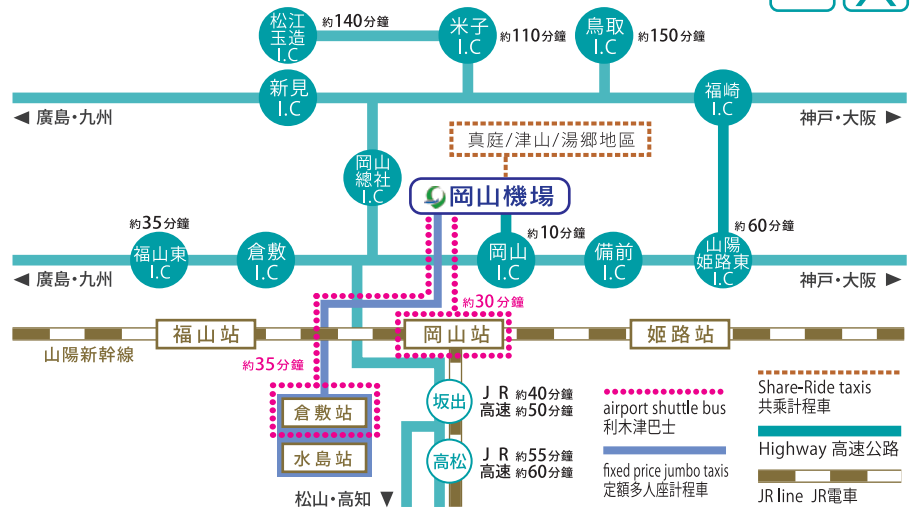 松江
玉造
I.C
約140分鐘
米子
I.C
約110分鐘
鳥取
I.C
約150分鐘
新見
I.C
福崎
I.C
◀ 廣島・九州
神戸・大阪 ▶
真庭/津山/湯郷地區
岡山
總社
I.C
岡山機場
約35分鐘
福山東
I.C
倉敷
I.C
約10分鐘
岡山
I.C
備前
I.C
約60分鐘
山陽
姫路東
I.C
◀ 廣島・九州
神戸・大阪 ▶
約30分鐘
福山站
岡山站
姫路站
山陽新幹線
約35分鐘
倉敷站
水島站
坂出
JR 約40分鐘
高速 約50分鐘
高松
JR 約55分鐘
高速 約60分鐘
松山・高知 ▼
airport shuttle bus
利木津巴士
fixed price jumbo taxis
定額多人座計程車
Share-Ride taxis
共乘計程車
Highway 高速公路
JR line JR電車